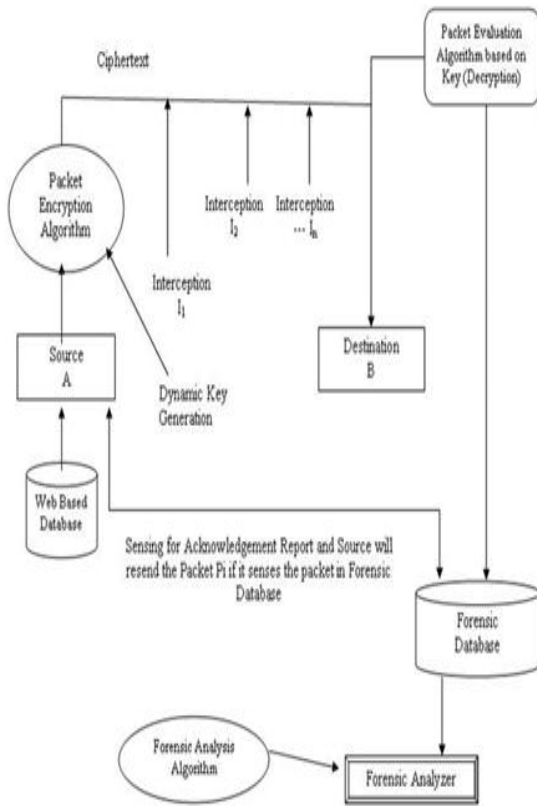 Packet Evaluation
Algorithm based on
Key (Decryption)
Ciphertext
Packet
Encryption
Algorithm
Interception
I2
Interception
... In
Interception
I1
Source
A
Destination
B
Dynamic Key
Generation
Web Based
Database
Sensing for Acknowledgement Report and Source will
resend the Packet Pi if it senses the packet in Forensic
Database
Forensic
Database
Forensic Analysis
Algorithm
Forensic Analyzer